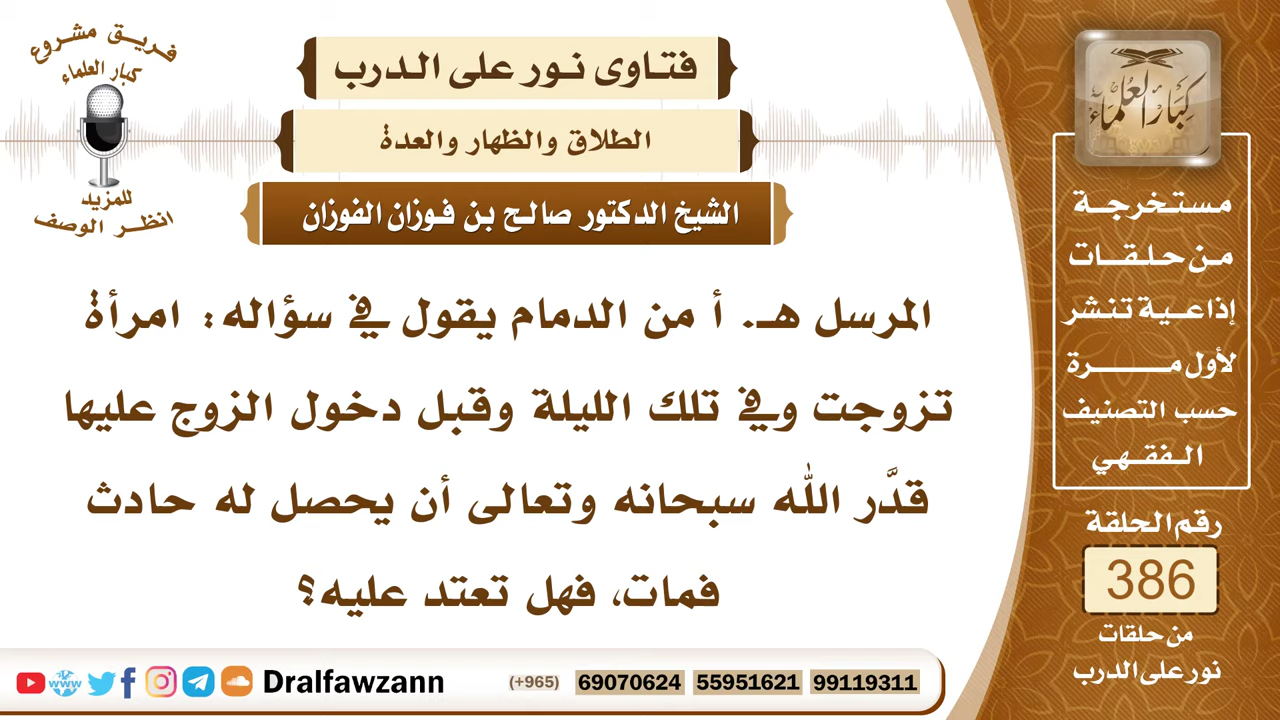 فريق مشروع
كبار العلماء
للمزيد
انظر الوصف
فتاوى نور على الدرب
الطلاق والظهار والعدة
الشيخ الدكتور صالح بن فوزان الفوزان
المرسل هـ. أ من الدمام يقول في سؤاله: امرأة
تزوجت وفي تلك الليلة وقبل دخول الزوج عليها
قدَّر الله سبحانه وتعالى أن يحصل له حادث
فمات، فهل تعتد عليه؟
كبار العلماء
مستخرجة
من حلقات
إذاعية تنشر
لأول مرة
حسب التصنيف
الفقهي
رقم الحلقة
386
من حلقات
نور على الدرب
www Dralfawzann (+965) 69070624 55951621 99119311